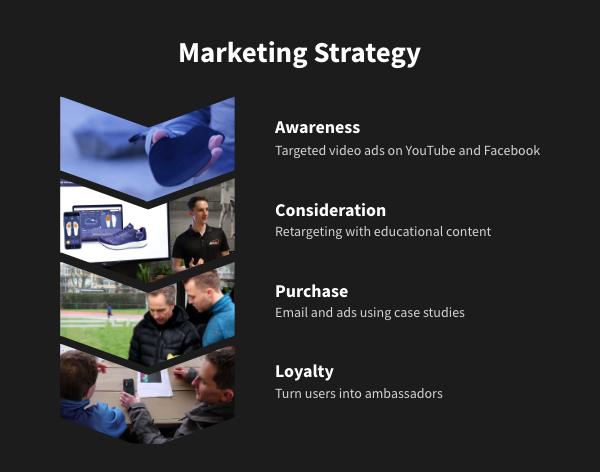 Marketing Strategy
Awareness
Targeted video ads on YouTube and Facebook
Consideration
Retargeting with educational content
Purchase
Email and ads using case studies
Loyalty
Turn users into ambassadors